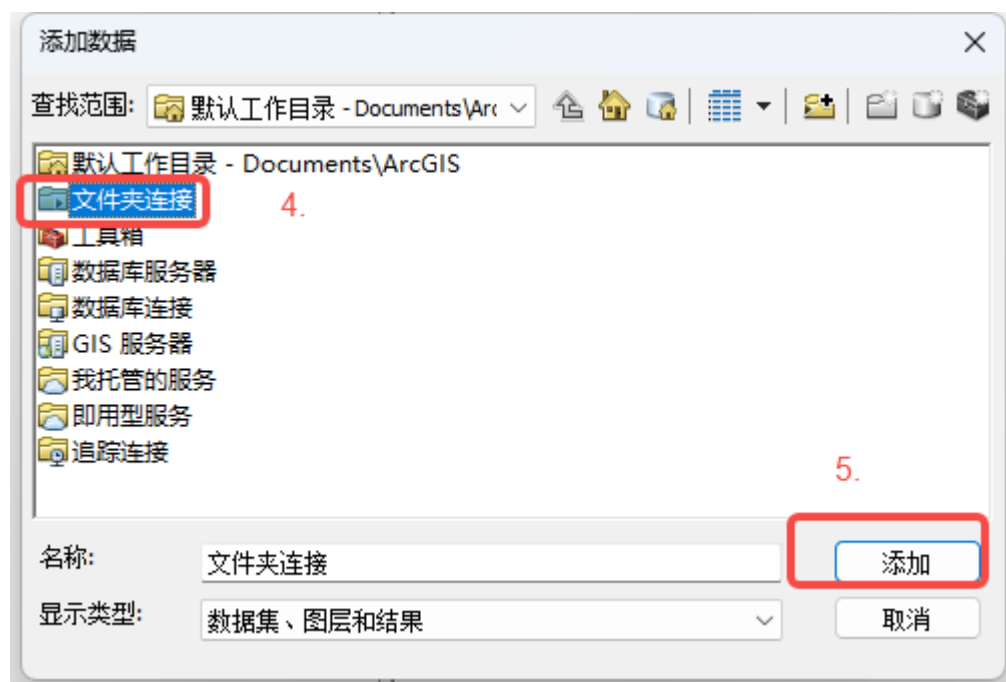 添加数据
查找范围: 默认工作目录 - Documents\Arc
默认工作目录 - Documents\ArcGIS
文件夹连接 4.
工具箱
数据库服务器
数据库连接
GIS 服务器
我托管的服务
即用型服务
追踪连接
5.
名称: 文件夹连接 添加
显示类型: 数据集、图层和结果 取消